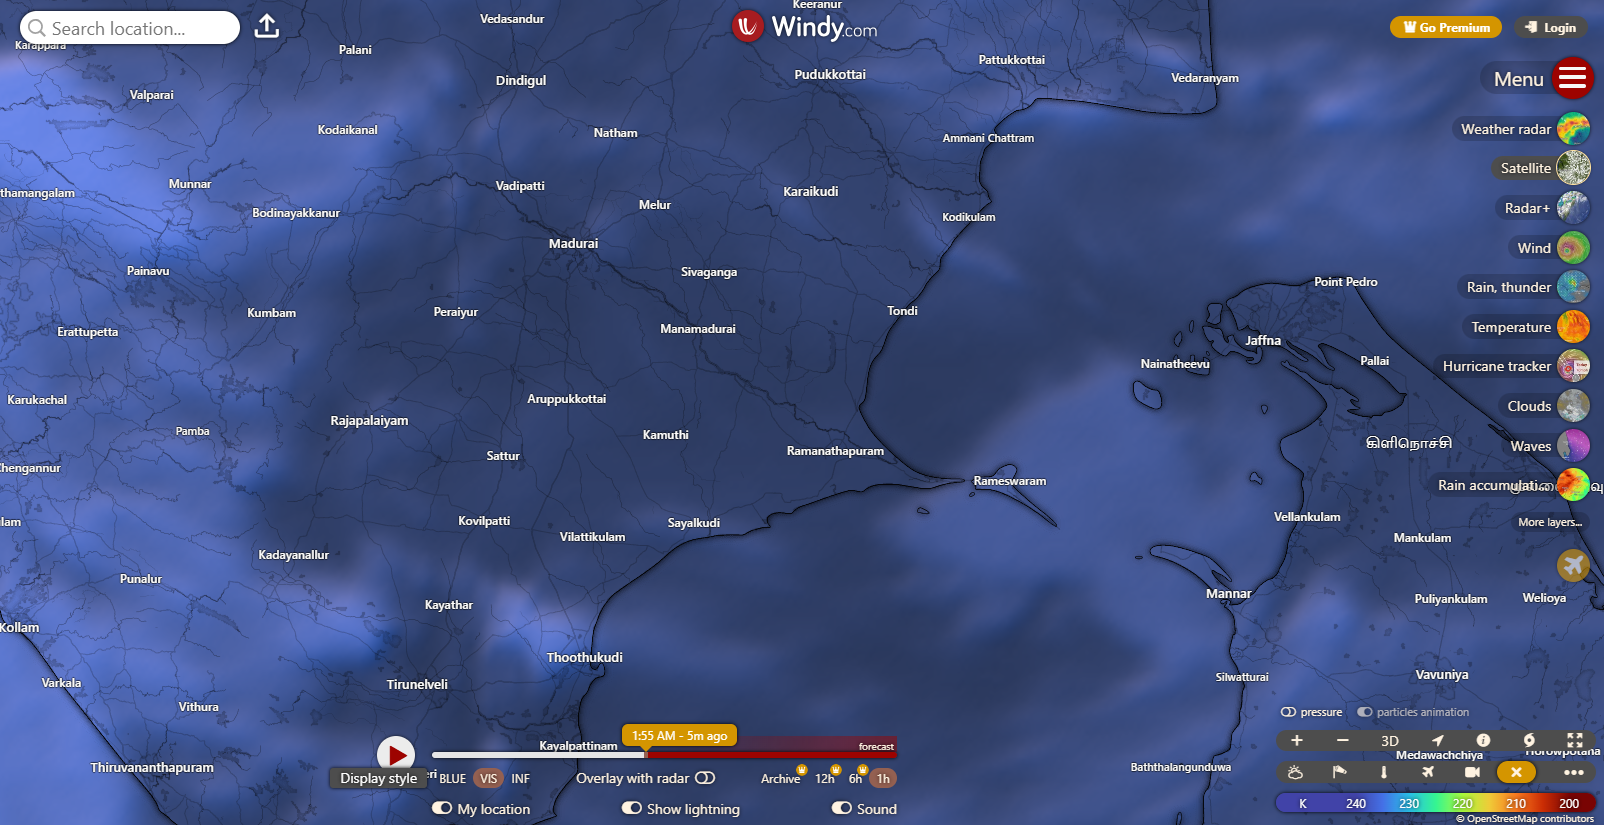 Search location...
Windy.com
Go Premium
Login
Menu
Weather radar
Satellite
Radar+
Wind
Rain, thunder
Temperature
Hurricane tracker
Clouds
Waves
Rain accumulati...
More layers...
Keeranur
Vedasandur
Karappara
Palani
Pattukkottai
Dindigul
Pudukkottai
Vedaranyam
Valparai
Kodaikanal
Natham
Ammani Chattram
Munnar
thamangalam
Vadipatti
Karaikudi
Melur
Bodinayakkanur
Kodikulam
Madurai
Painavu
Sivaganga
Point Pedro
Kumbam
Peraiyur
Tondi
Erattupetta
Manamadurai
Jaffna
Nainatheevu
Pallai
Karukachal
Aruppukkottai
Rajapalaiyam
Pamba
Kamuthi
கிளிநொச்சி
Sattur
Ramanathapuram
Chengannur
Rameswaram
Kovilpatti
Sayalkudi
Vellankulam
Vilattikulam
Mankulam
Kadayanallur
Punalur
Mannar
Puliyankulam
Welioya
Kayathar
Kollam
Thoothukudi
Silwatturai
Vavuniya
Varkala
Tirunelveli
Vithura
Kayalpattinam
Thiruvananthapuram
Baththalangunduwa
Medawachchiya
Horowpotana
1:55 AM - 5m ago
forecast
Display style
BLUE VIS INF
Overlay with radar
Archive 12h 6h 1h
My location
Show lightning
Sound
pressure
particles animation
3D
K 240 230 220 210 200
© OpenStreetMap contributors